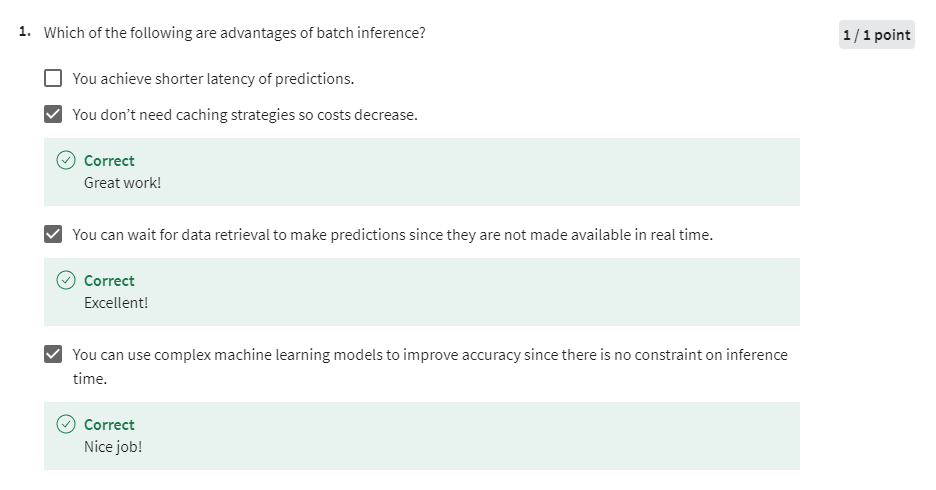 1. Which of the following are advantages of batch inference?
1 / 1 point
You achieve shorter latency of predictions.
You don’t need caching strategies so costs decrease.
Correct
Great work!
You can wait for data retrieval to make predictions since they are not made available in real time.
Correct
Excellent!
You can use complex machine learning models to improve accuracy since there is no constraint on inference
time.
Correct
Nice job!